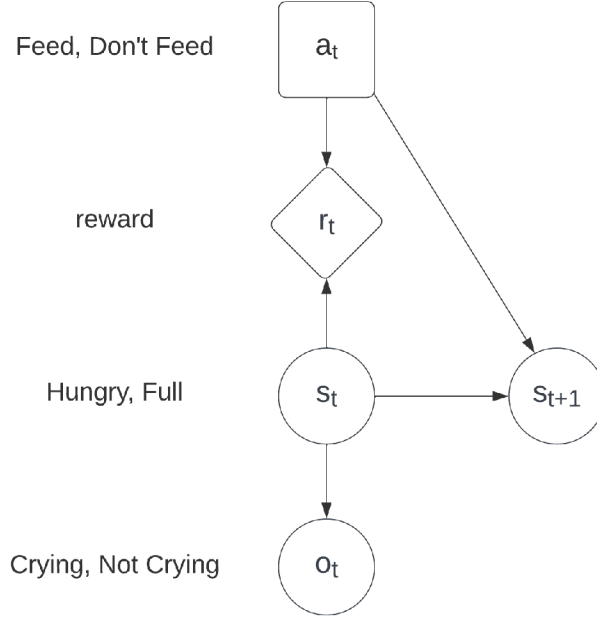 Feed, Don't Feed
aₜ
reward
rₜ
Hungry, Full
sₜ
sₜ₊₁
Crying, Not Crying
oₜ